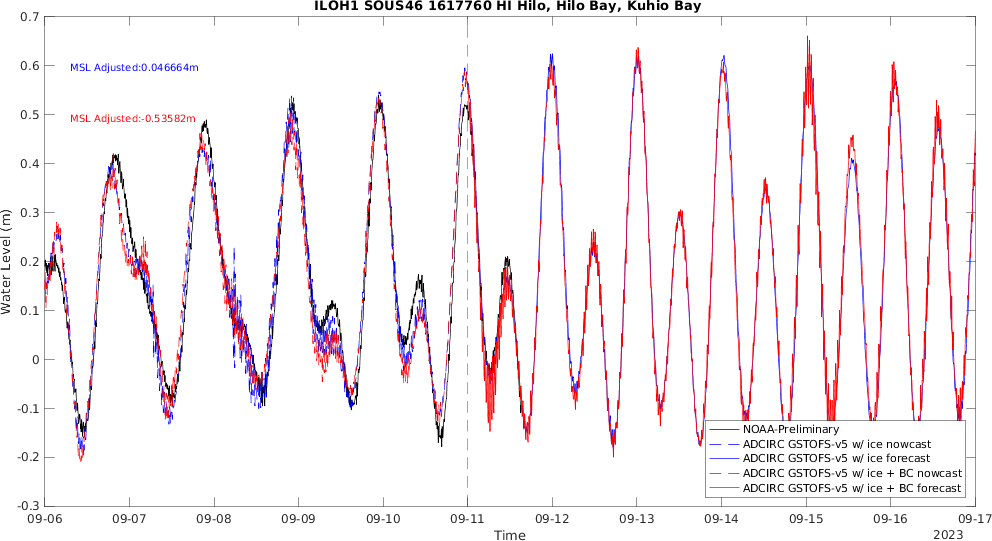 ILOH1 SOUS46 1617760 HI Hilo, Hilo Bay, Kuhio Bay
0.7
0.6
0.5
0.4
0.3
0.2
0.1
0
-0.1
-0.2
-0.3
Water Level (m)
MSL Adjusted:0.046664m
MSL Adjusted:-0.53582m
NOAA-Preliminary
ADCIRC GSTOFS-v5 w/ ice nowcast
ADCIRC GSTOFS-v5 w/ ice forecast
ADCIRC GSTOFS-v5 w/ ice + BC nowcast
ADCIRC GSTOFS-v5 w/ ice + BC forecast
09-06 09-07 09-08 09-09 09-10 09-11 09-12 09-13 09-14 09-15 09-16 09-17
Time
2023